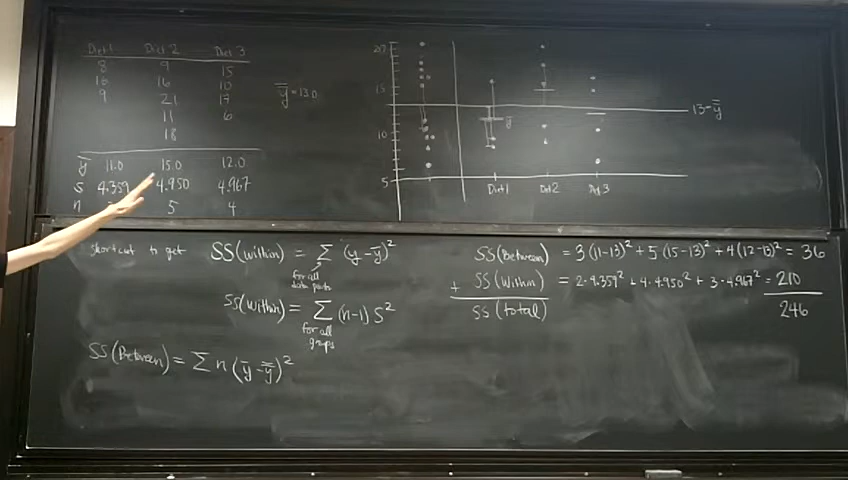 Diet 1 Diet 2 Diet 3
8 9 15
16 16 10
9 21 17
11 6
18
ȳ 11.0 15.0 12.0
s 4.359 4.950 4.967
n 5 4
ȳ̄ = 13.0
20
15
10
5
ȳ
13 = ȳ̄
Diet 1 Diet 2 Diet 3
shortcut to get SS(within) = ∑ (y - ȳ)²
for all
data pts
SS(within) = ∑ (n-1) S²
for all
groups
SS(Between) = ∑ n (ȳ - ȳ̄)²
SS(Between) = 3(11-13)² + 5(15-13)² + 4(12-13)² = 36
+ SS(Within) = 2·4.359² + 4·4.950² + 3·4.967² = 210
SS(total) 246